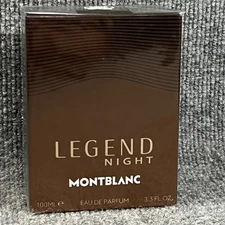 LEGEND
NIGHT
MONTBLANC
100ML ℮ EAU DE PARFUM 3.3 FL.OZ.